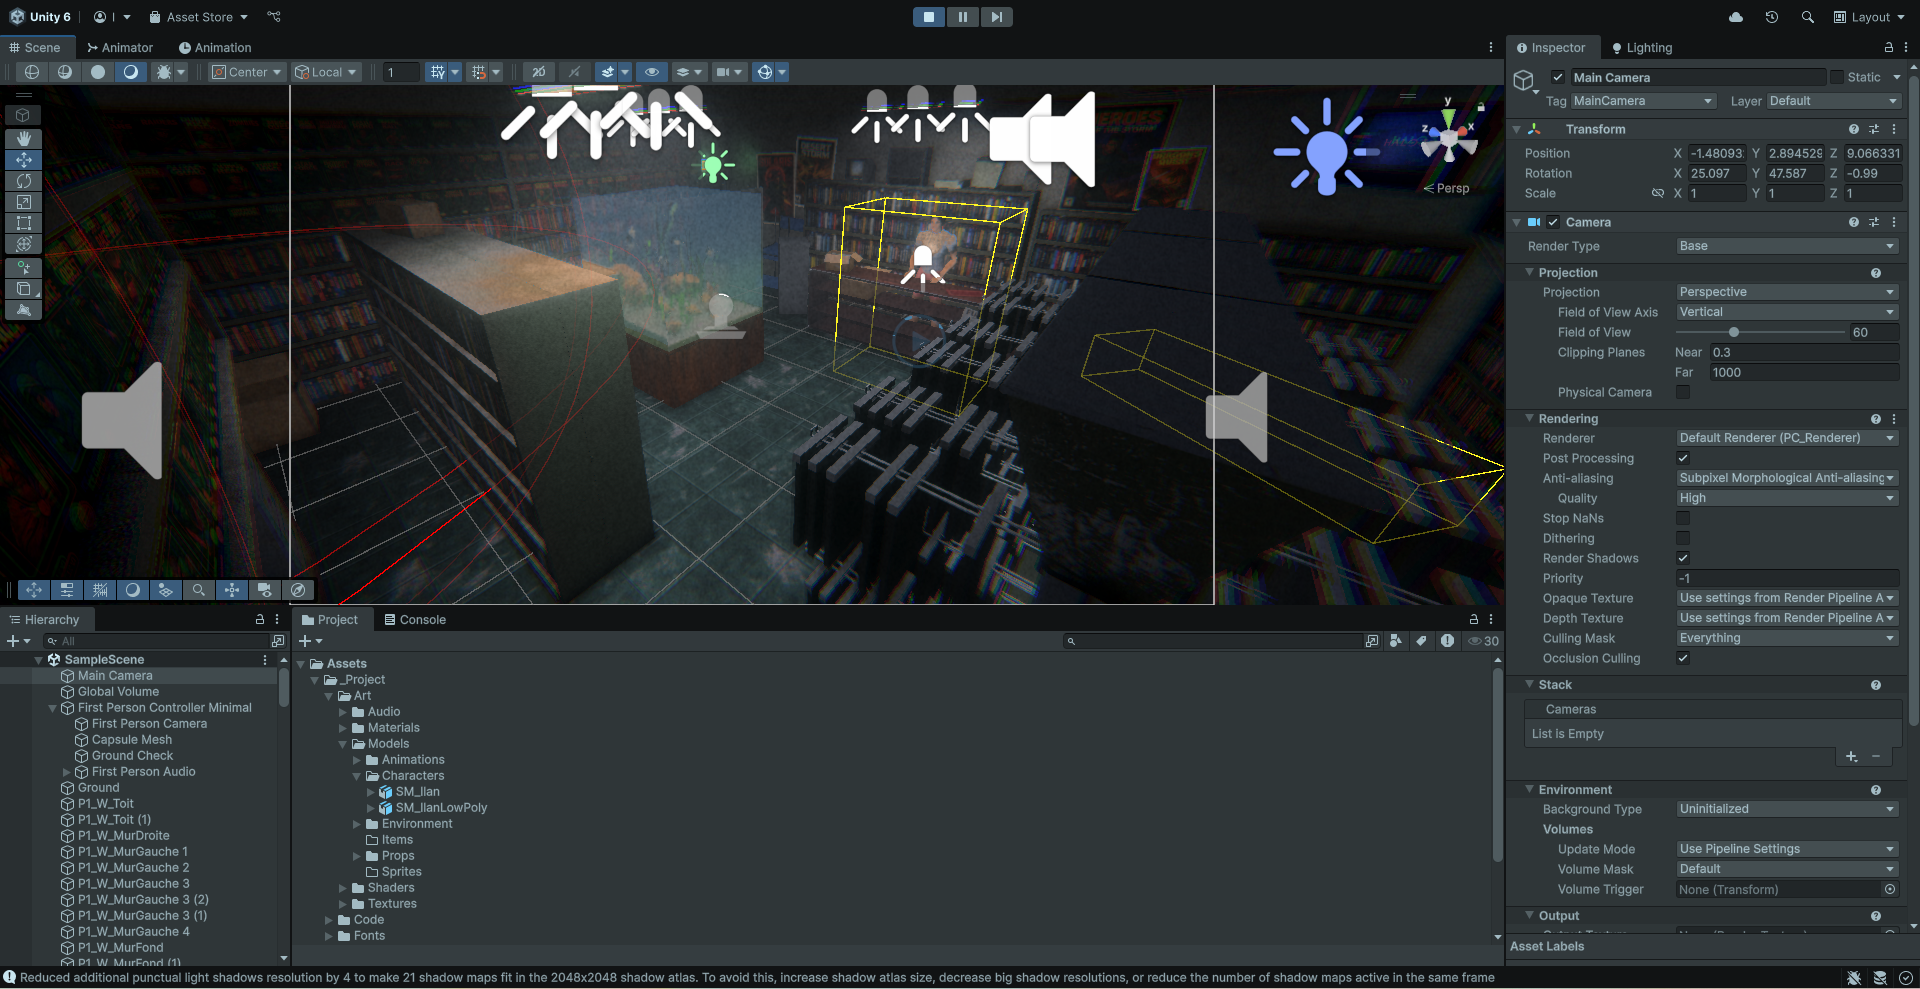 Unity 6
I
Asset Store
Layout
Scene
Animator
Animation
Inspector
Lighting
Center
Local
1
2D
Main Camera
Static
Tag
MainCamera
Layer
Default
Transform
Position
X
-1.48093
Y
2.894529
Z
9.066331
Rotation
X
25.097
Y
47.587
Z
-0.99
Scale
X
1
Y
1
Z
1
y
z
x
Persp
Camera
Render Type
Base
Projection
Projection
Perspective
Field of View Axis
Vertical
Field of View
60
Clipping Planes
Near
0.3
Far
1000
Physical Camera
Rendering
Renderer
Default Renderer (PC_Renderer)
Post Processing
Anti-aliasing
Subpixel Morphological Anti-aliasing
Quality
High
Stop NaNs
Dithering
Render Shadows
Priority
-1
Opaque Texture
Use settings from Render Pipeline A
Depth Texture
Use settings from Render Pipeline A
Culling Mask
Everything
Occlusion Culling
Stack
Cameras
List is Empty
Environment
Background Type
Uninitialized
Volumes
Update Mode
Use Pipeline Settings
Volume Mask
Default
Volume Trigger
None (Transform)
Output
Asset Labels
Hierarchy
All
SampleScene
Main Camera
Global Volume
First Person Controller Minimal
First Person Camera
Capsule Mesh
Ground Check
First Person Audio
Ground
P1_W_Toit
P1_W_Toit (1)
P1_W_MurDroite
P1_W_MurGauche 1
P1_W_MurGauche 2
P1_W_MurGauche 3
P1_W_MurGauche 3 (2)
P1_W_MurGauche 3 (1)
P1_W_MurGauche 4
P1_W_MurFond
P1_W_MurFond (1)
Project
Console
30
Assets
_Project
Art
Audio
Materials
Models
Animations
Characters
SM_Ilan
SM_IlanLowPoly
Environment
Items
Props
Sprites
Shaders
Textures
Code
Fonts
Reduced additional punctual light shadows resolution by 4 to make 21 shadow maps fit in the 2048x2048 shadow atlas. To avoid this, increase shadow atlas size, decrease big shadow resolutions, or reduce the number of shadow maps active in the same frame